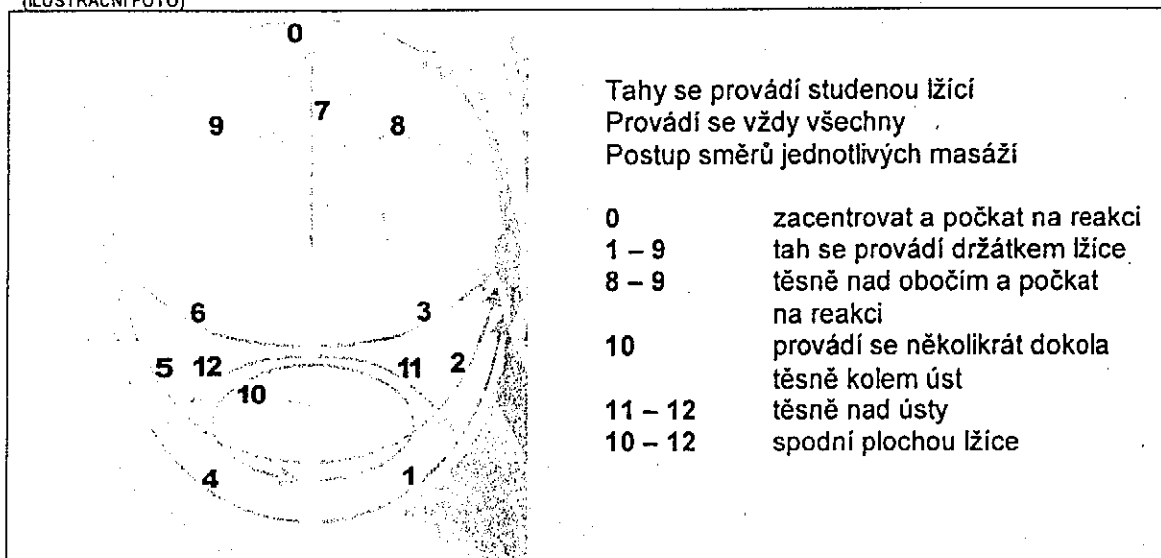 (ILUSTRAČNÍ FOTO)
0
7
9
8
6
3
5
12
11
2
10
4
1
Tahy se provádí studenou lžící
Provádí se vždy všechny
Postup směrů jednotlivých masáží
0 zacentrovat a počkat na reakci
1 – 9 tah se provádí držátkem lžíce
8 – 9 těsně nad obočím a počkat
na reakci
10 provádí se několikrát dokola
těsně kolem úst
11 – 12 těsně nad ústy
10 – 12 spodní plochou lžíce